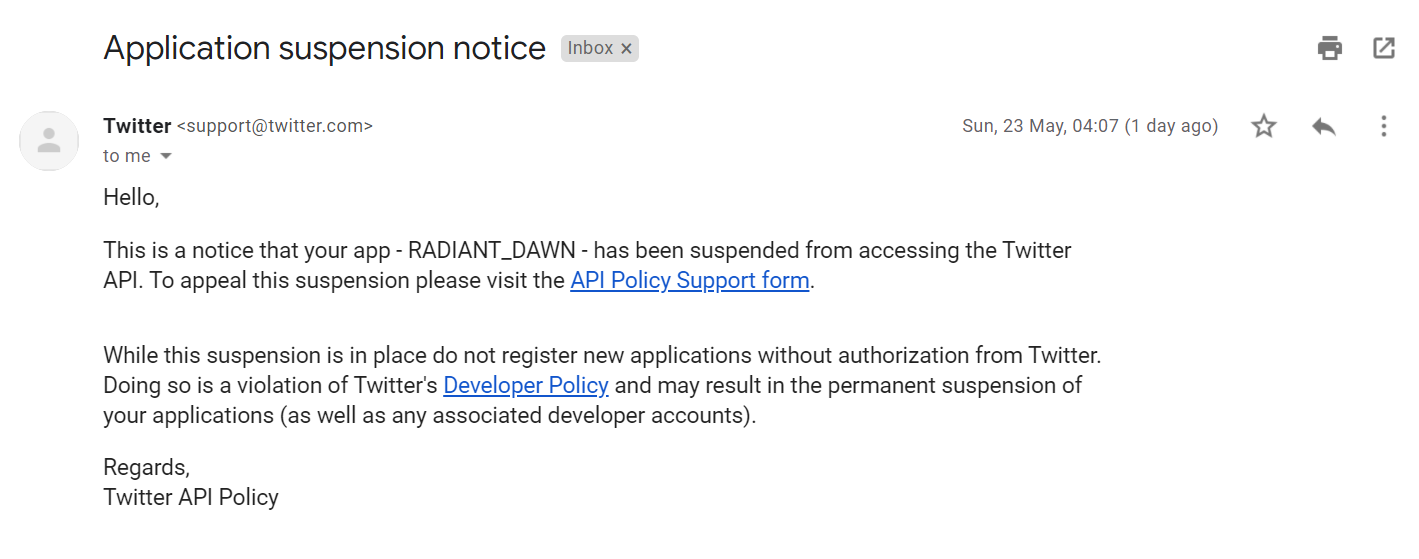 Application suspension notice Inbox ×
Twitter <support@twitter.com> Sun, 23 May, 04:07 (1 day ago)
to me
Hello,
This is a notice that your app - RADIANT_DAWN - has been suspended from accessing the Twitter
API. To appeal this suspension please visit the API Policy Support form.
While this suspension is in place do not register new applications without authorization from Twitter.
Doing so is a violation of Twitter's Developer Policy and may result in the permanent suspension of
your applications (as well as any associated developer accounts).
Regards,
Twitter API Policy